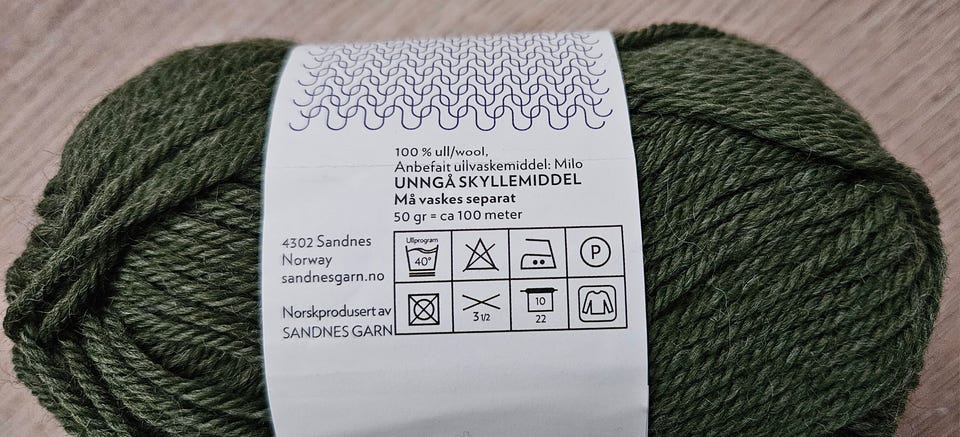 100 % ull/wool,
Anbefalt ullvaskemiddel: Milo
UNNGÅ SKYLLEMIDDEL
Må vaskes separat
50 gr = ca 100 meter
4302 Sandnes
Norway
sandnesgarn.no
Norskprodusert av
SANDNES GARN
Ullprogram
40°
P
3 1/2
10
22